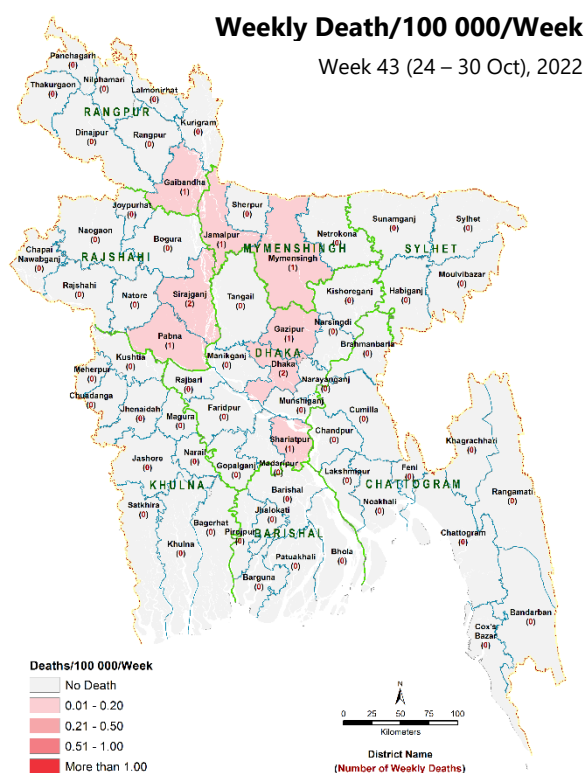 Weekly Death/100 000/Week
Week 43 (24 – 30 Oct), 2022
Panchagarh
(0)
Thakurgaon
(0)
Nilphamari
(0)
Lalmonirhat
(0)
RANGPUR
Kurigram
(0)
Dinajpur
(0)
Rangpur
(0)
Gaibandha
(1)
Joypurhat
(0)
Sherpur
(0)
Naogaon
(0)
Bogura
(0)
Jamalpur
(1)
Netrokona
(0)
Sunamganj
(0)
Sylhet
(0)
Chapai
Nawabganj
(0)
RAJSHAHI
MYMENSINGH
Mymensingh
(1)
SYLHET
Moulvibazar
(0)
Rajshahi
(0)
Natore
(0)
Sirajganj
(2)
Tangail
(0)
Kishoreganj
(0)
Habiganj
(0)
Pabna
(1)
Gazipur
(1)
Narsingdi
(0)
Brahmanbaria
(0)
Kushtia
(0)
Manikganj
(0)
DHAKA
Dhaka
(2)
Meherpur
(0)
Rajbari
(0)
Narayanganj
(0)
Chuadanga
(0)
Jhenaidah
(0)
Magura
(0)
Faridpur
(0)
Munshiganj
(0)
Cumilla
(0)
Chandpur
(0)
Khagrachhari
(0)
Shariatpur
(1)
Jashore
(0)
Narail
(0)
Gopalganj
(0)
Madaripur
(0)
Lakshmipur
(0)
Feni
(0)
KHULNA
CHATTOGRAM
Rangamati
(0)
Satkhira
(0)
Barishal
(0)
Noakhali
(0)
Jhalokati
(0)
Bagerhat
(0)
Pirojpur
(0)
BARISHAL
Chattogram
(0)
Khulna
(0)
Patuakhali
(0)
Bhola
(0)
Barguna
(0)
Bandarban
(0)
Cox's
Bazar
(0)
Deaths/100 000/Week
No Death
0.01 - 0.20
0.21 - 0.50
0.51 - 1.00
More than 1.00
N
0 25 50 75 100
Kilometers
District Name
(Number of Weekly Deaths)